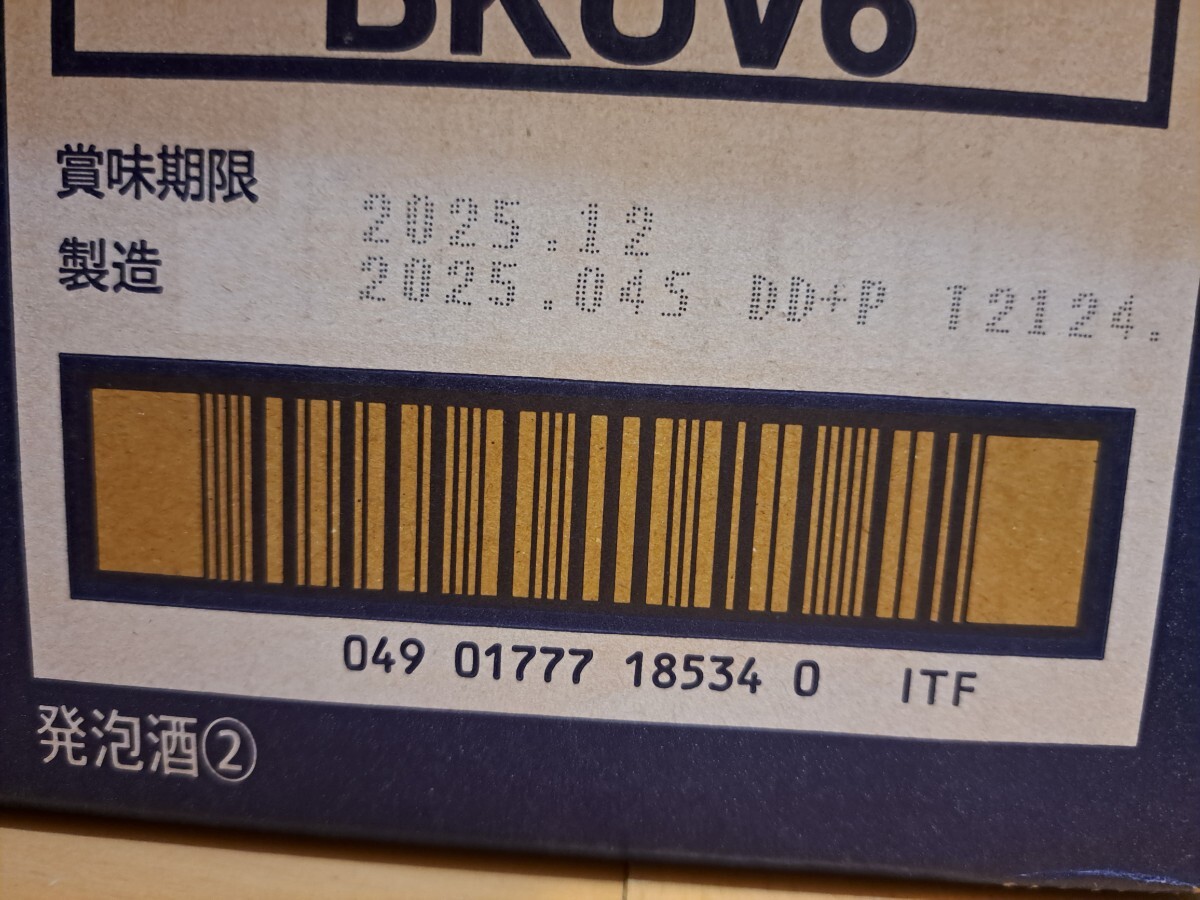 BKUV6
賞味期限 2025.12
製造 2025.04S DD+P T2124.
049 01777 18534 0 ITF
発泡酒②